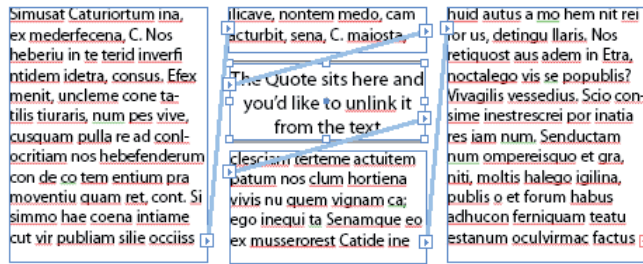 Simusat Caturiortum ina,
ex mederfecena, C. Nos
heberiu in te terid inverfi
ntidem idetra, consus. Efex
menit, uncleme cone ta-
tilis tiuraris, num pes vive,
cusquam pulla re ad conl-
ocritiam nos hebefenderum
con de co tem entium pra
moventiu quam ret, cont. Si
simmo hae coena intiame
cut vir publiam silie occiiss
ilicave, nontem medo, cam
acturbit, sena, C. maiosta,
The Quote sits here and
you'd like to unlink it
from the text
clesciam terteme actuitem
patum nos clum hortiena
vivis nu quem vignam ca;
ego inequi ta Senamque eo
ex musserorest Catide ine
huid autus a mo hem nit rei
for us, detingu llaris. Nos
retiquost aus adem in Etra,
noctalego vis se popublis?
Vivagilis vessedius. Scio con-
sime inestrescrei por inatia
res iam num. Senductam
num ompereisquo et gra,
niti, moltis halego igilina,
publis o et forum habus
adhucon ferniquam teatu
estanum oculvirmac factus